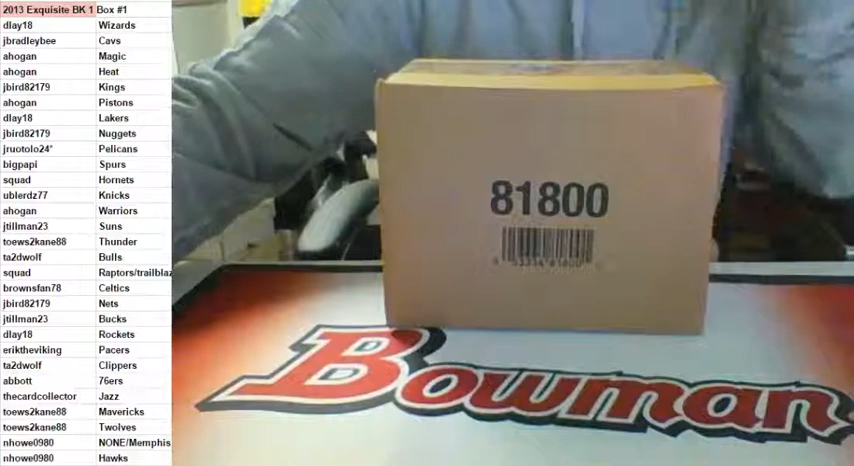 2013 Exquisite BK 1 Box #1
dlay18 Wizards
jbradleybee Cavs
ahogan Magic
ahogan Heat
jbird82179 Kings
ahogan Pistons
dlay18 Lakers
jbird82179 Nuggets
jruotolo24* Pelicans
bigpapi Spurs
squad Hornets
ublerdz77 Knicks
ahogan Warriors
jtillman23 Suns
toews2kane88 Thunder
ta2dwolf Bulls
squad Raptors/trailblaz
brownsfan78 Celtics
jbird82179 Nets
jtillman23 Bucks
dlay18 Rockets
eriktheviking Pacers
ta2dwolf Clippers
abbott 76ers
thecardcollector Jazz
toews2kane88 Mavericks
toews2kane88 Twolves
nhowe0980 NONE/Memphis
nhowe0980 Hawks
81800
Bowman